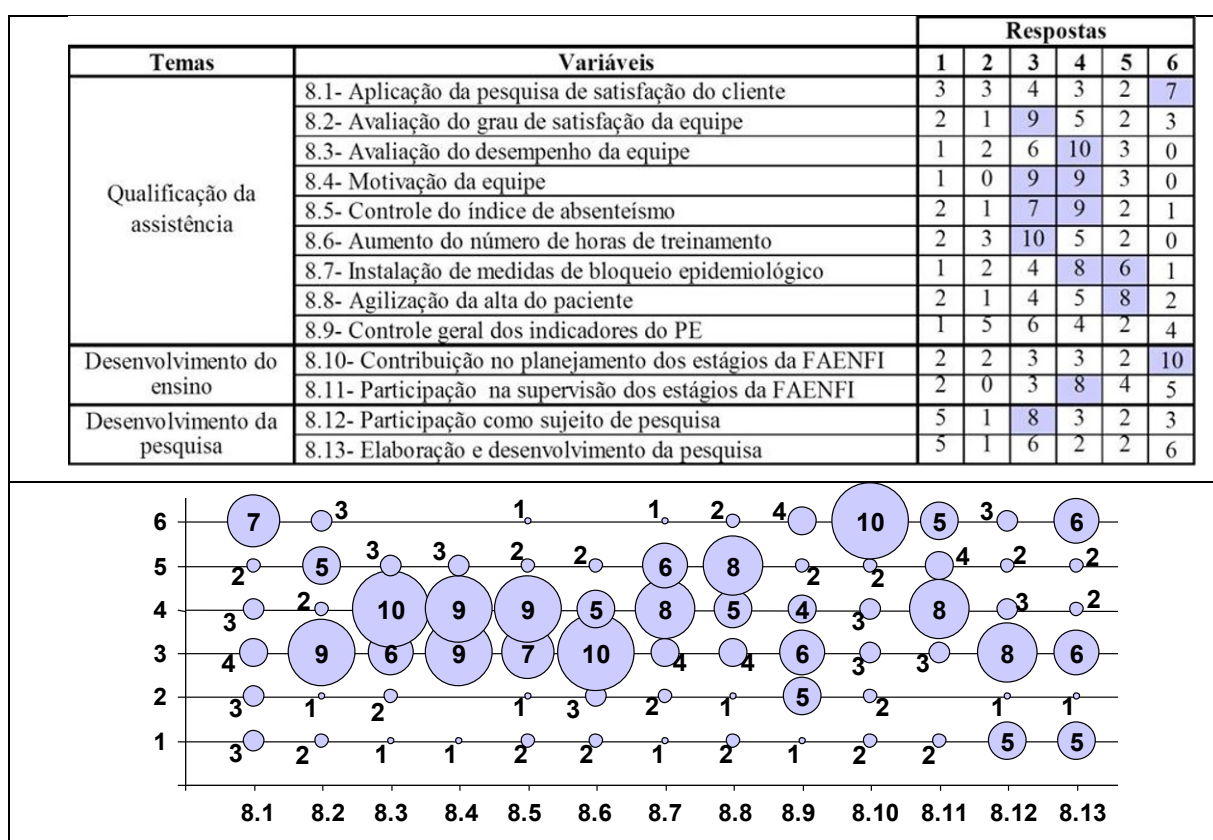 Respostas
Temas Variáveis 1 2 3 4 5 6
8.1- Aplicação da pesquisa de satisfação do cliente 3 3 4 3 2 7
8.2- Avaliação do grau de satisfação da equipe 2 1 9 5 2 3
8.3- Avaliação do desempenho da equipe 1 2 6 10 3 0
Qualificação da assistência
8.4- Motivação da equipe 1 0 9 9 3 0
8.5- Controle do índice de absenteísmo 2 1 7 9 2 1
8.6- Aumento do número de horas de treinamento 2 3 10 5 2 0
8.7- Instalação de medidas de bloqueio epidemiológico 1 2 4 8 6 1
8.8- Agilização da alta do paciente 2 1 4 5 8 2
8.9- Controle geral dos indicadores do PE 1 5 6 4 2 4
Desenvolvimento do ensino
8.10- Contribuição no planejamento dos estágios da FAENFI 2 2 3 3 2 10
8.11- Participação na supervisão dos estágios da FAENFI 2 0 3 8 4 5
Desenvolvimento da pesquisa
8.12- Participação como sujeito de pesquisa 5 1 8 3 2 3
8.13- Elaboração e desenvolvimento da pesquisa 5 1 6 2 2 6
6 7 3 1 1 2 4 10 5 3 6
5 2 5 3 3 2 2 6 8 2 2 4 2 2
4 3 2 10 9 9 5 8 5 4 3 8 3 2
3 4 9 6 9 7 10 4 4 6 3 3 8 6
2 3 1 2 1 3 2 1 5 2 1 1
1 3 2 1 1 2 2 1 2 1 2 2 5 5
8.1 8.2 8.3 8.4 8.5 8.6 8.7 8.8 8.9 8.10 8.11 8.12 8.13